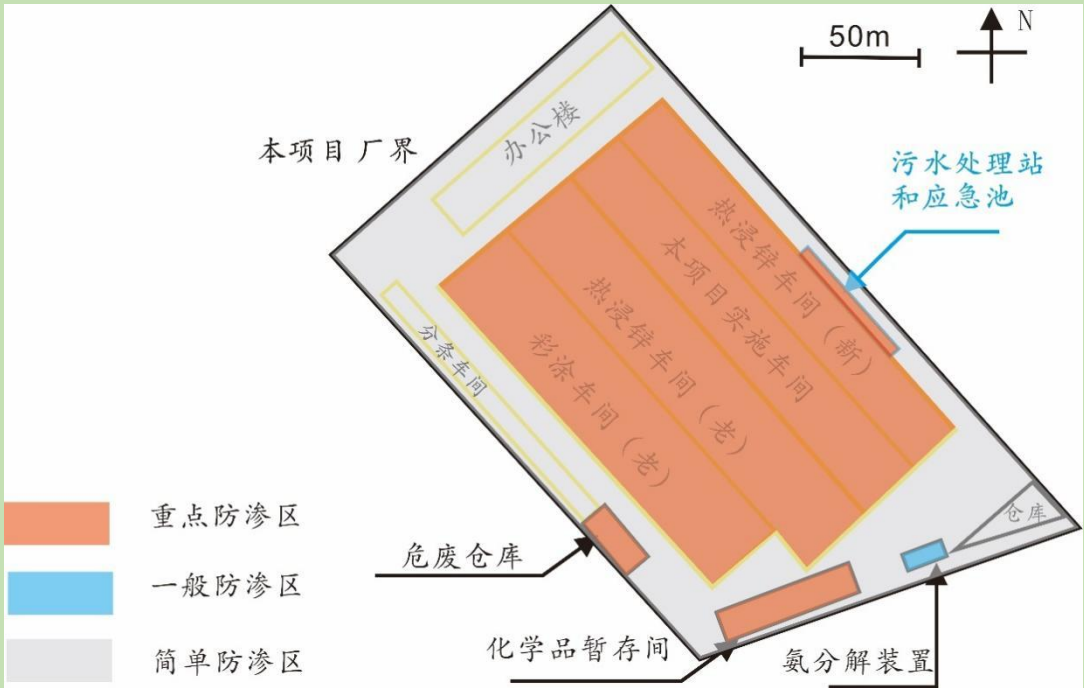 50m
N
本项目厂界
办公楼
污水处理站
和应急池
热浸锌车间（新）
本项目实施车间
热浸锌车间（老）
彩涂车间（老）
分条车间
仓库
重点防渗区
危废仓库
一般防渗区
化学品暂存间
氨分解装置
简单防渗区